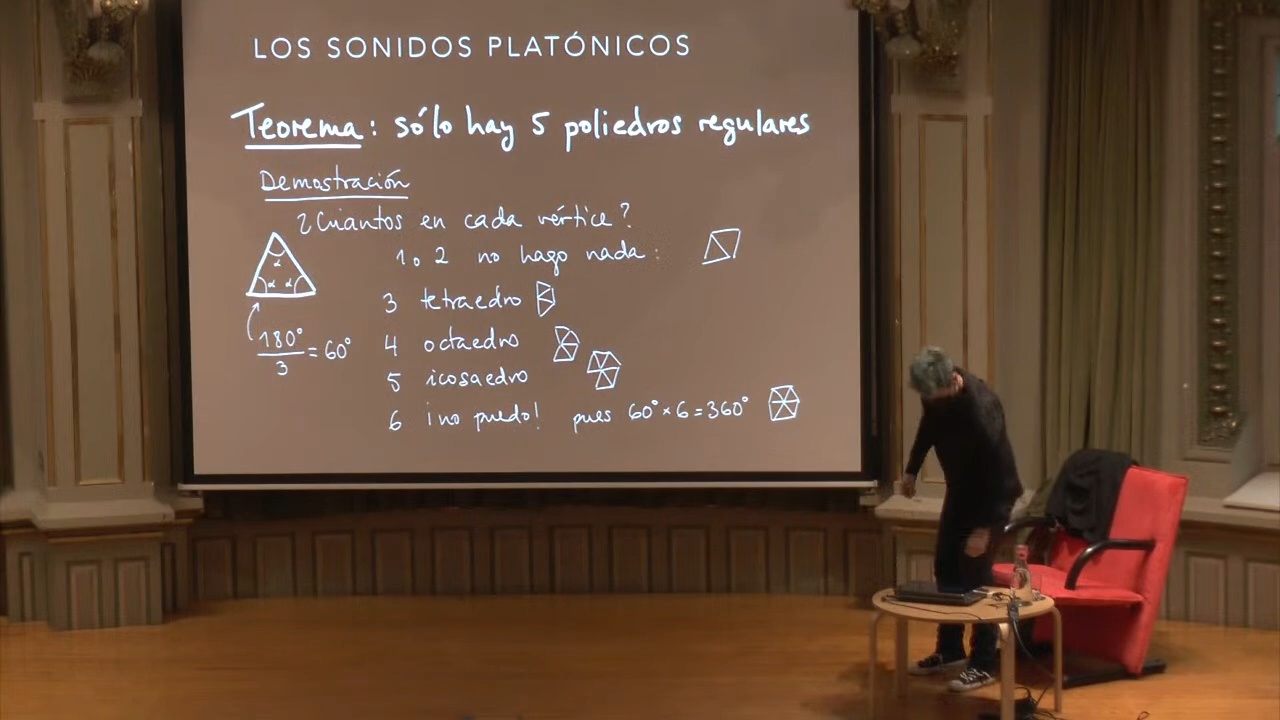 LOS SONIDOS PLATÓNICOS
Teorema: sólo hay 5 poliedros regulares
Demostración
¿Cuántos en cada vértice?
1 o 2 no hago nada:
3 tetraedro
4 octaedro
5 icosaedro
6 ¡no puedo! pues 60° × 6 = 360°
α
α α
180°/3 = 60°